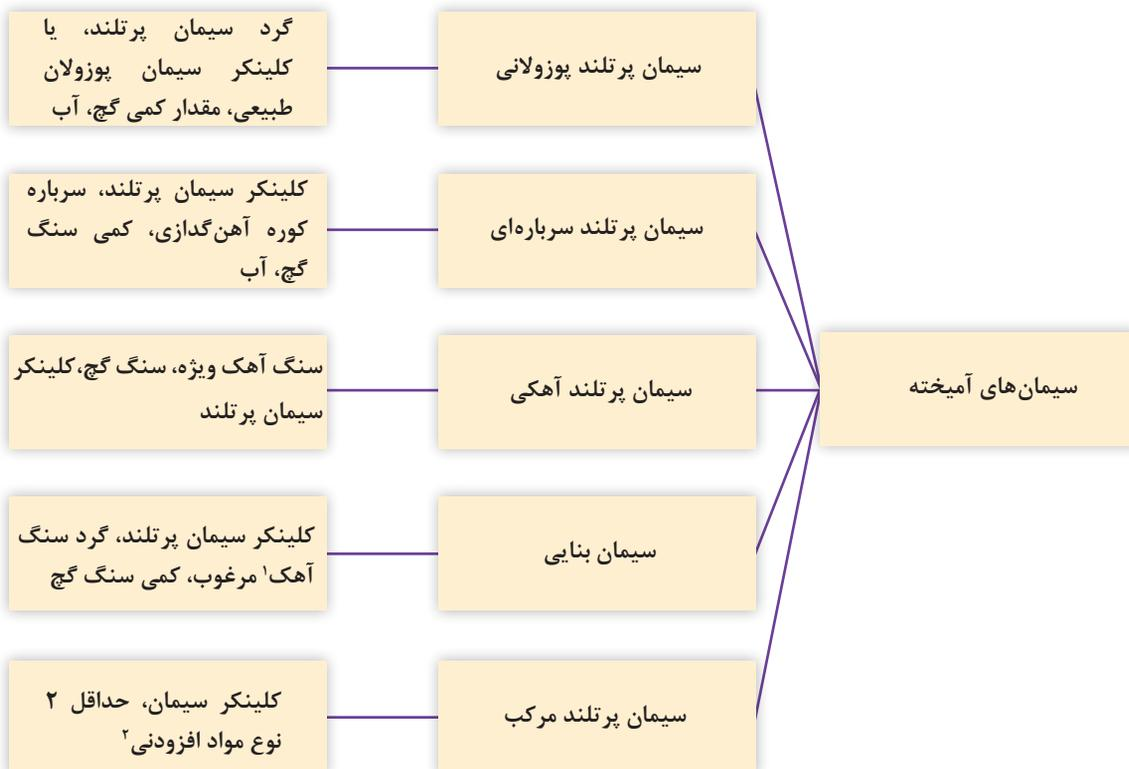 سیمان‌های آمیخته
سیمان پرتلند پوزولانی
گرد سیمان پرتلند، یا
کلینکر سیمان پوزولان
طبیعی، مقدار کمی گچ، آب
سیمان پرتلند سرباره‌ای
کلینکر سیمان پرتلند، سرباره
کوره آهن‌گدازی، کمی سنگ
گچ، آب
سیمان پرتلند آهکی
سنگ آهک ویژه، سنگ گچ،کلینکر
سیمان پرتلند
سیمان بنایی
کلینکر سیمان پرتلند، گرد سنگ
آهک۱ مرغوب، کمی سنگ گچ
سیمان پرتلند مرکب
کلینکر سیمان، حداقل ۲
نوع مواد افزودنی۲